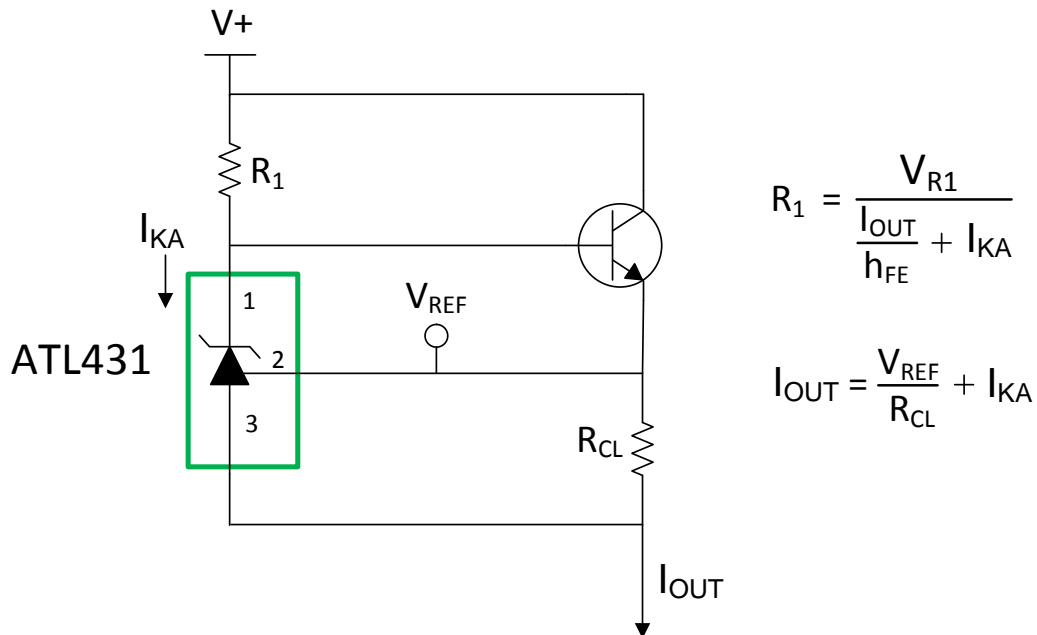 V+
R1
IKA
1
VREF
ATL431
2
3
RCL
IOUT
R1 = VR1 / (IOUT / hFE + IKA)
IOUT = VREF / RCL + IKA